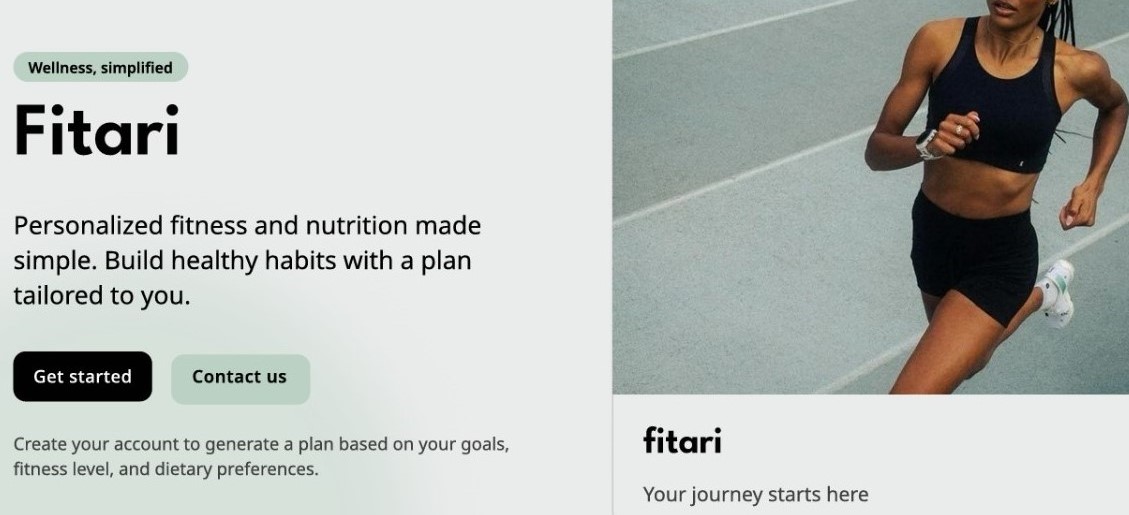 Wellness, simplified
Fitari
Personalized fitness and nutrition made
simple. Build healthy habits with a plan
tailored to you.
Get started
Contact us
Create your account to generate a plan based on your goals,
fitness level, and dietary preferences.
fitari
Your journey starts here